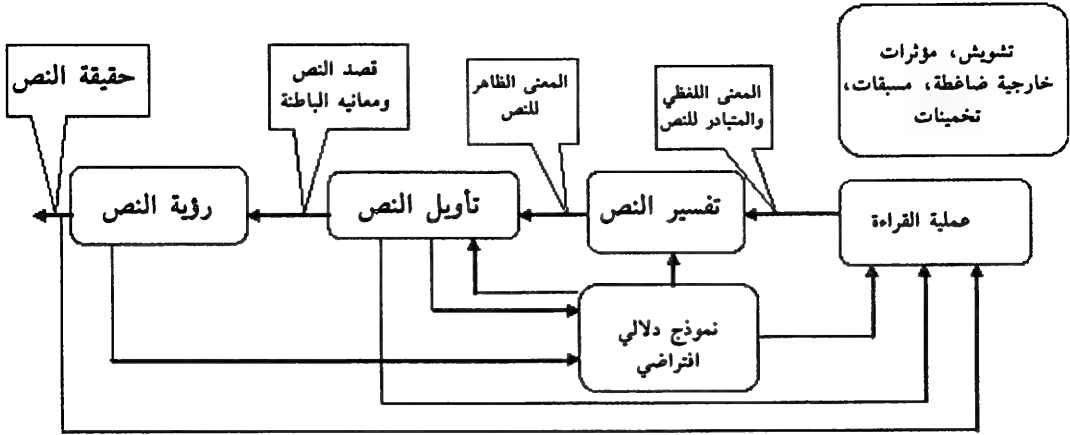 تشويش، مؤثرات
خارجية ضاغطة، مسبقات،
تخمينات
المعنى اللفظي
والمتبادر للنص
المعنى الظاهر
للنص
قصد النص
ومعانيه الباطنة
حقيقة النص
عملية القراءة
تفسير النص
تأويل النص
رؤية النص
نموذج دلالي
افتراضي